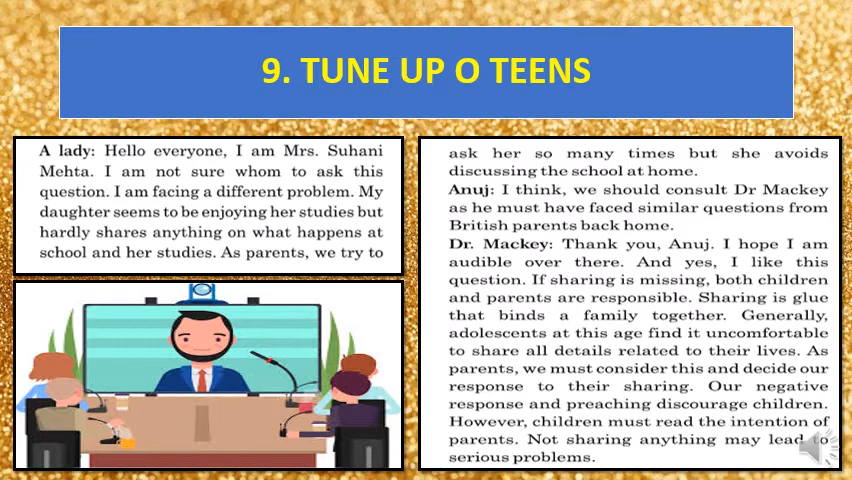 9. TUNE UP O TEENS
A lady: Hello everyone, I am Mrs. Suhani
Mehta. I am not sure whom to ask this
question. I am facing a different problem. My
daughter seems to be enjoying her studies but
hardly shares anything on what happens at
school and her studies. As parents, we try to
ask her so many times but she avoids
discussing the school at home.
Anuj: I think, we should consult Dr Mackey
as he must have faced similar questions from
British parents back home.
Dr. Mackey: Thank you, Anuj. I hope I am
audible over there. And yes, I like this
question. If sharing is missing, both children
and parents are responsible. Sharing is glue
that binds a family together. Generally,
adolescents at this age find it uncomfortable
to share all details related to their lives. As
parents, we must consider this and decide our
response to their sharing. Our negative
response and preaching discourage children.
However, children must read the intention of
parents. Not sharing anything may lead to
serious problems.